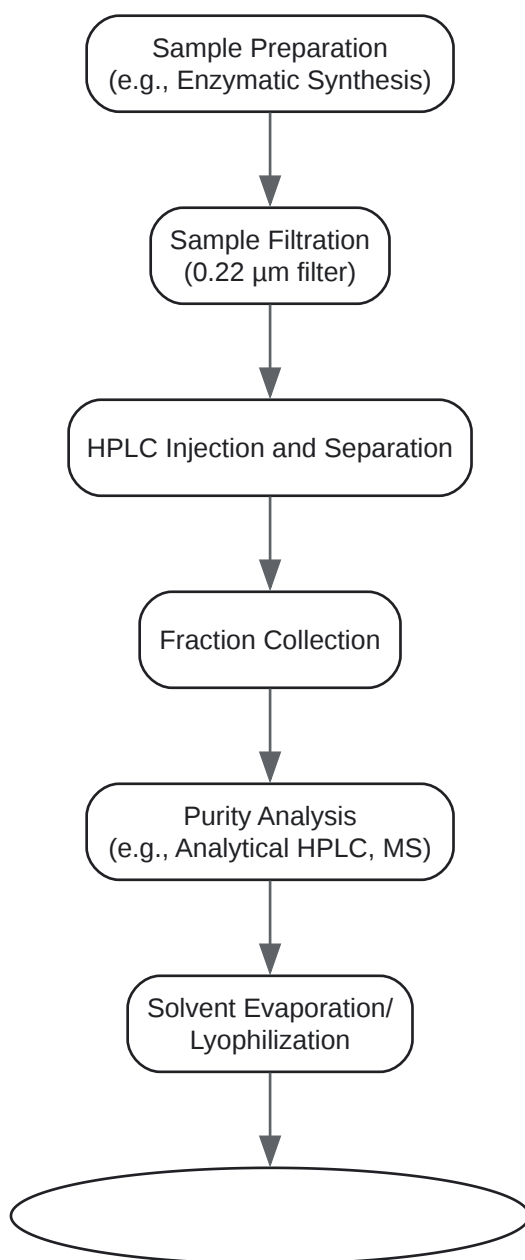 Sample Preparation
(e.g., Enzymatic Synthesis)
Sample Filtration
(0.22 µm filter)
HPLC Injection and Separation
Fraction Collection
Purity Analysis
(e.g., Analytical HPLC, MS)
Solvent Evaporation/
Lyophilization